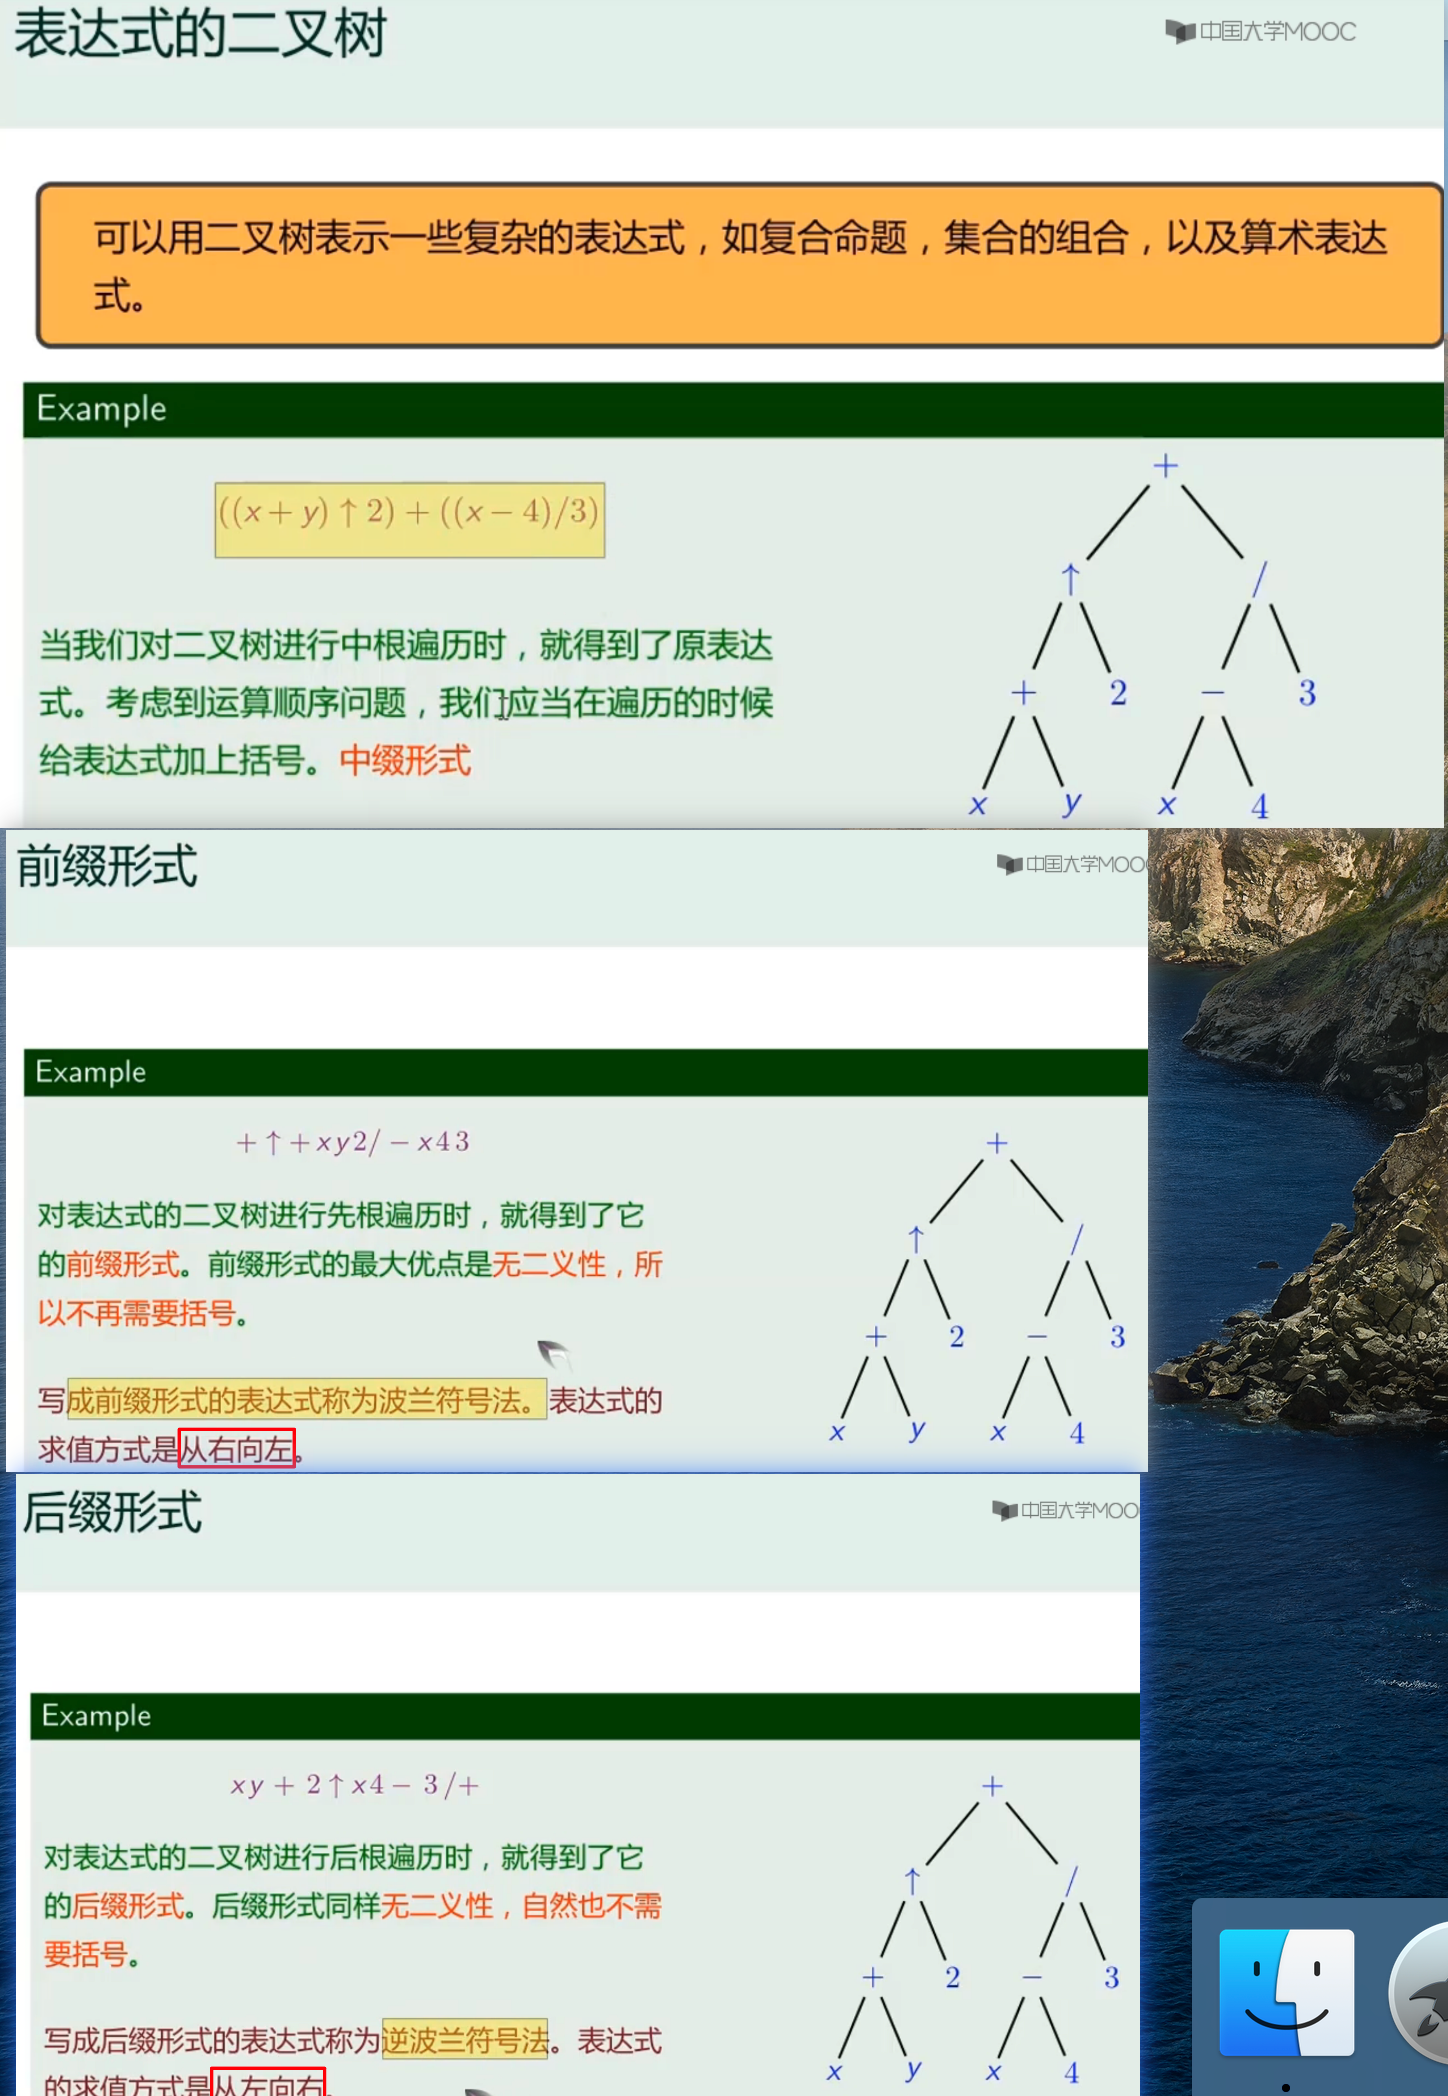 表达式的二叉树
中国大学MOOC
可以用二叉树表示一些复杂的表达式，如复合命题，集合的组合，以及算术表达
式。
Example
((x + y) ↑ 2) + ((x − 4)/3)
当我们对二叉树进行中根遍历时，就得到了原表达
式。考虑到运算顺序问题，我们应当在遍历的时候
给表达式加上括号。中缀形式
+
↑ /
+ 2 − 3
x y x 4
前缀形式
中国大学MOO
Example
+ ↑ + x y 2 / − x 4 3
对表达式的二叉树进行先根遍历时，就得到了它
的前缀形式。前缀形式的最大优点是无二义性，所
以不再需要括号。
写成前缀形式的表达式称为波兰符号法。表达式的
求值方式是从右向左。
+
↑ /
+ 2 − 3
x y x 4
后缀形式
中国大学MOO
Example
x y + 2 ↑ x 4 − 3 / +
对表达式的二叉树进行后根遍历时，就得到了它
的后缀形式。后缀形式同样无二义性，自然也不需
要括号。
写成后缀形式的表达式称为逆波兰符号法。表达式
的求值方式是从左向右。
+
↑ /
+ 2 − 3
x y x 4